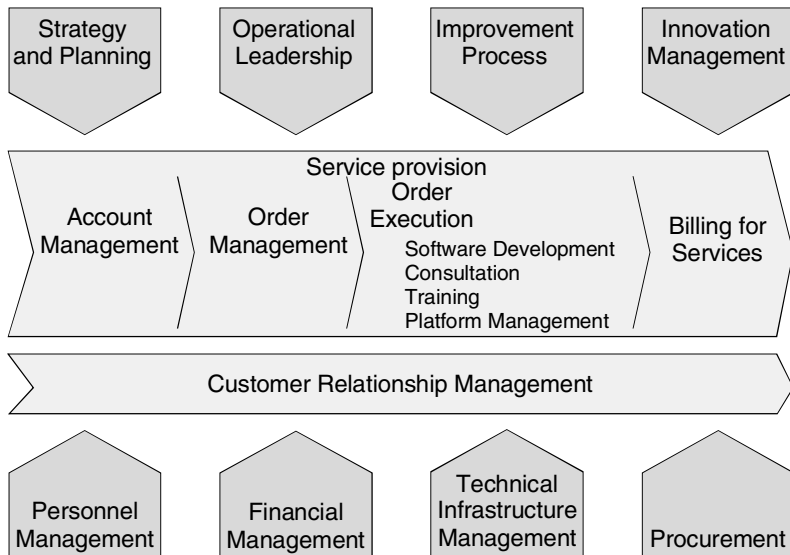 Strategy
and Planning
Operational
Leadership
Improvement
Process
Innovation
Management
Service provision
Account
Management
Order
Management
Order
Execution
Software Development
Consultation
Training
Platform Management
Billing for
Services
Customer Relationship Management
Personnel
Management
Financial
Management
Technical
Infrastructure
Management
Procurement